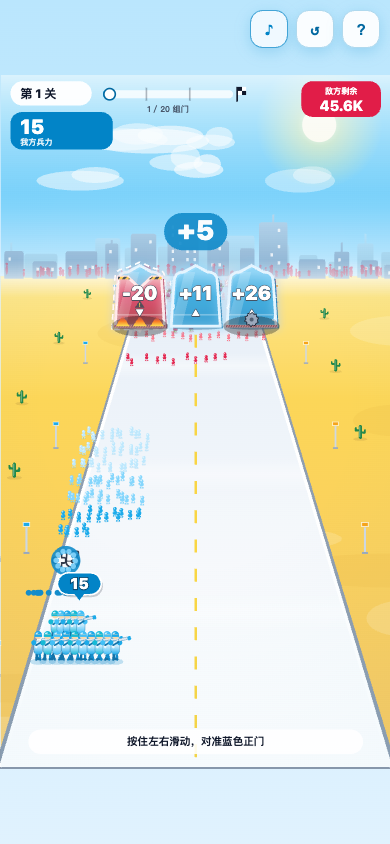 ♪ ↺ ?
第 1 关
1 / 20 组门
敌方剩余
45.6K
15
我方兵力
+5
-20 +11 +26
15
按住左右滑动，对准蓝色正门